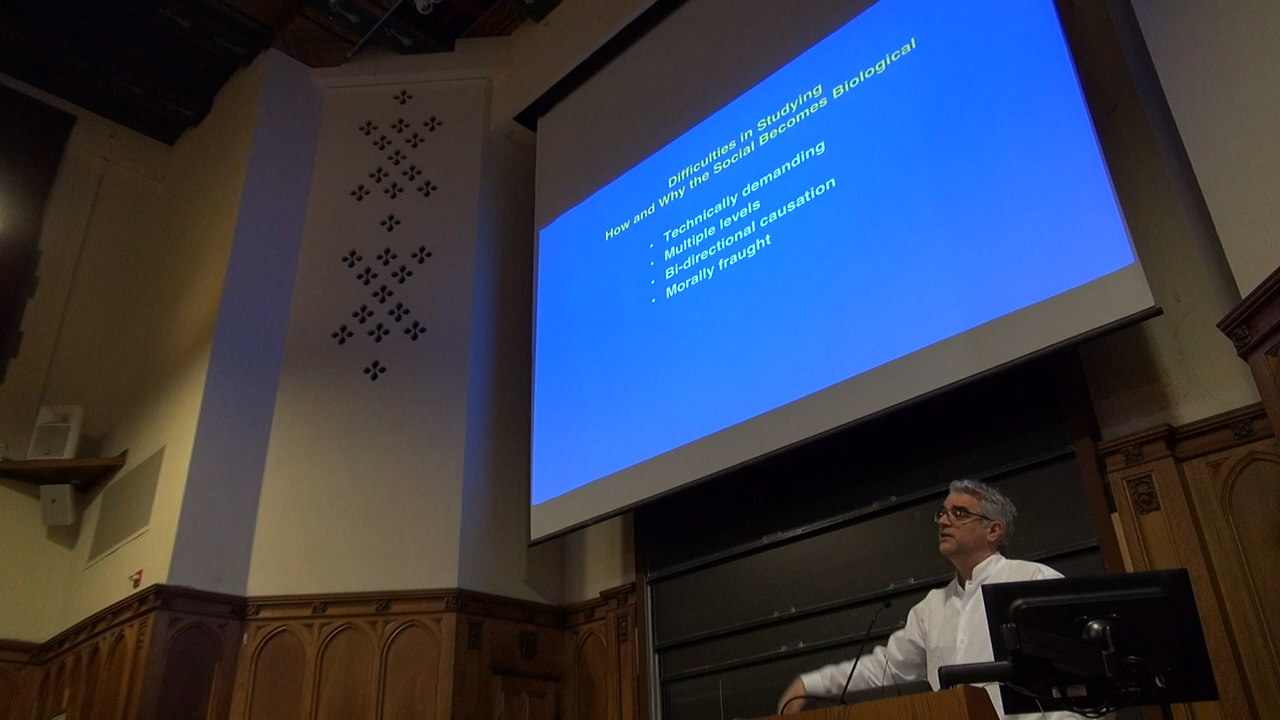 Difficulties in Studying
How and Why the Social Becomes Biological
• Technically demanding
• Multiple levels
• Bi-directional causation
• Morally fraught